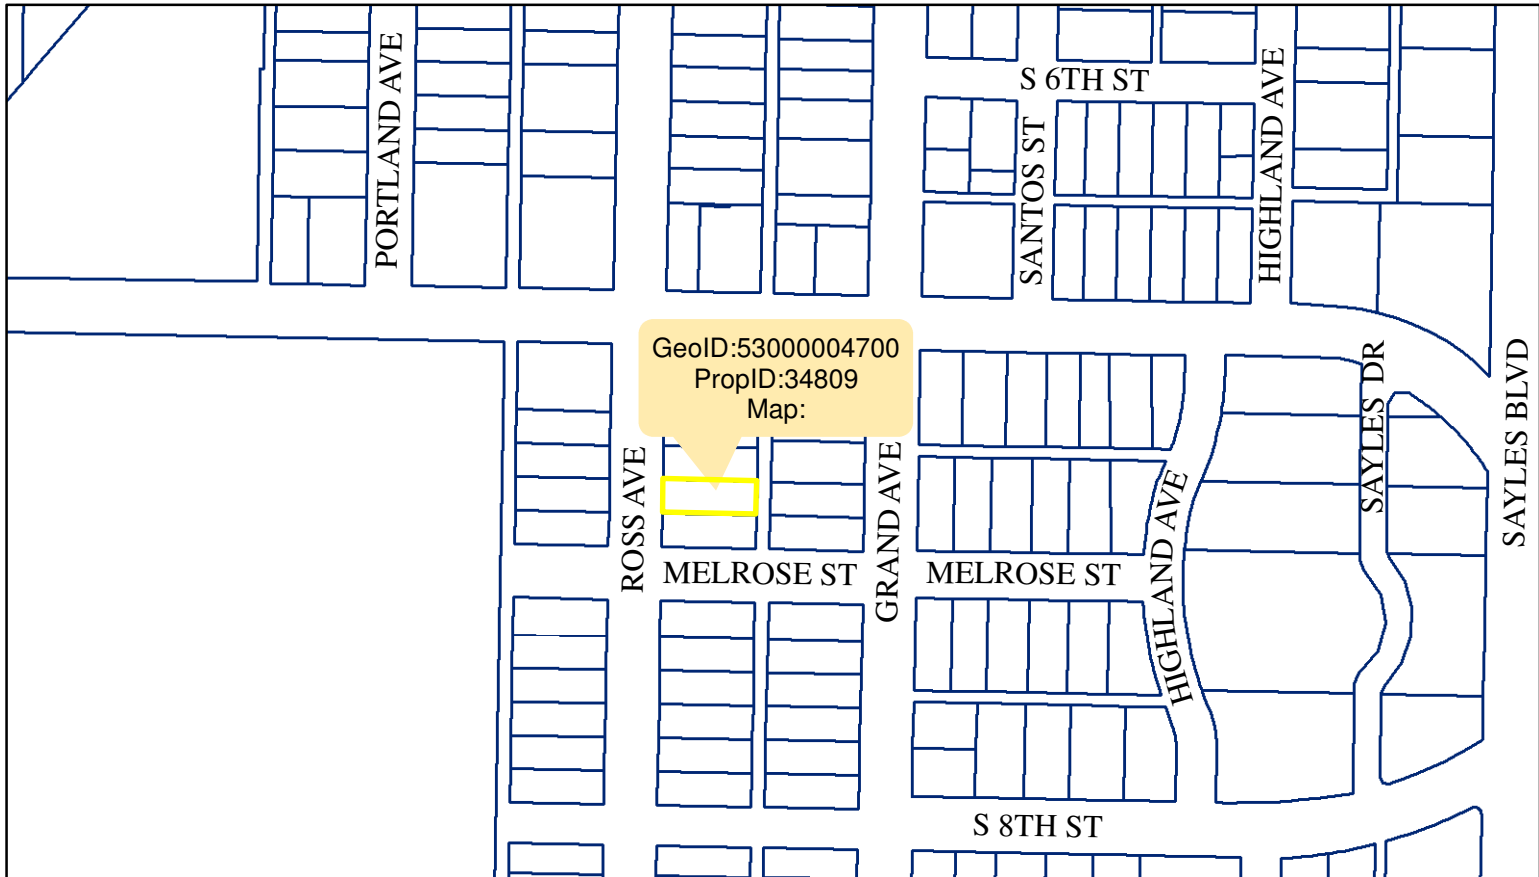 S 6TH ST
PORTLAND AVE
SANTOS ST
HIGHLAND AVE
GeoID:53000004700
PropID:34809
Map:
SAYLES DR
SAYLES BLVD
ROSS AVE
GRAND AVE
HIGHLAND AVE
MELROSE ST
MELROSE ST
S 8TH ST